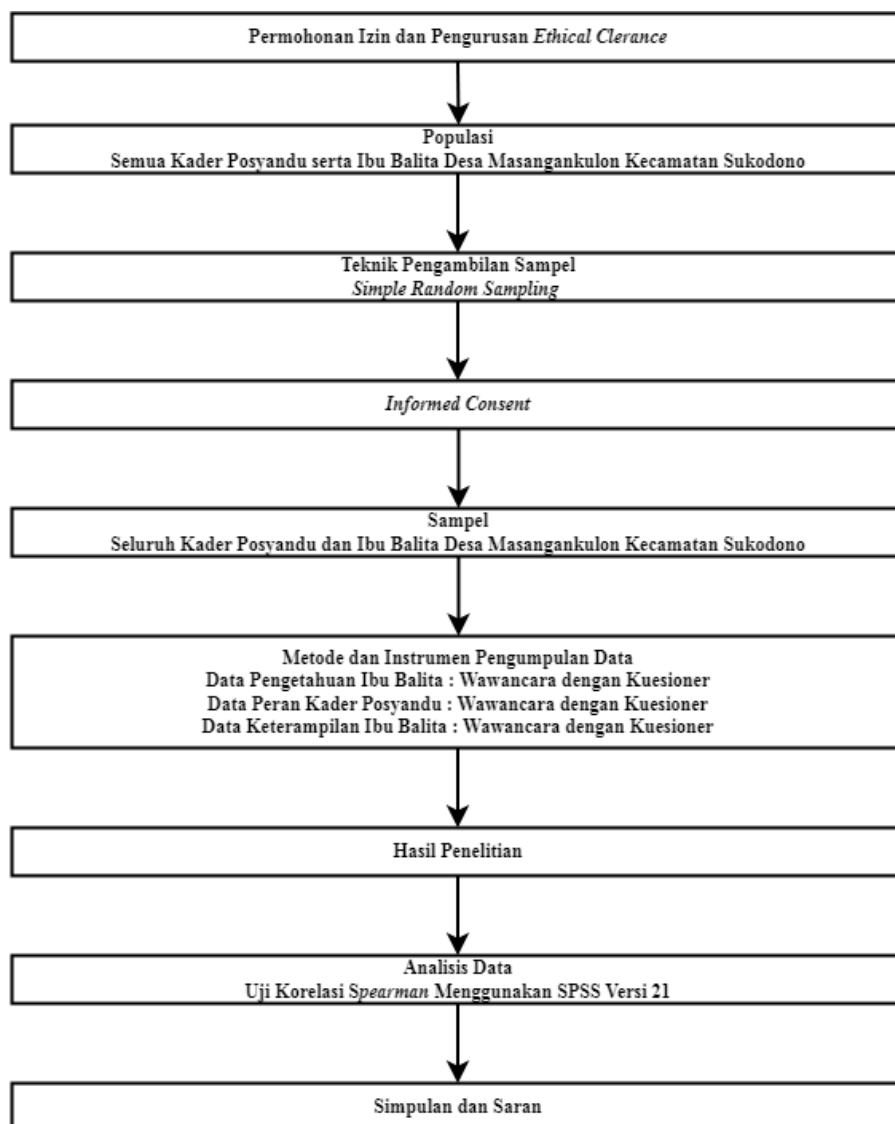 Permohonan Izin dan Pengurusan Ethical Clerance
Populasi
Semua Kader Posyandu serta Ibu Balita Desa Masangankulon Kecamatan Sukodono
Teknik Pengambilan Sampel
Simple Random Sampling
Informed Consent
Sampel
Seluruh Kader Posyandu dan Ibu Balita Desa Masangankulon Kecamatan Sukodono
Metode dan Instrumen Pengumpulan Data
Data Pengetahuan Ibu Balita : Wawancara dengan Kuesioner
Data Peran Kader Posyandu : Wawancara dengan Kuesioner
Data Keterampilan Ibu Balita : Wawancara dengan Kuesioner
Hasil Penelitian
Analisis Data
Uji Korelasi Spearman Menggunakan SPSS Versi 21
Simpulan dan Saran